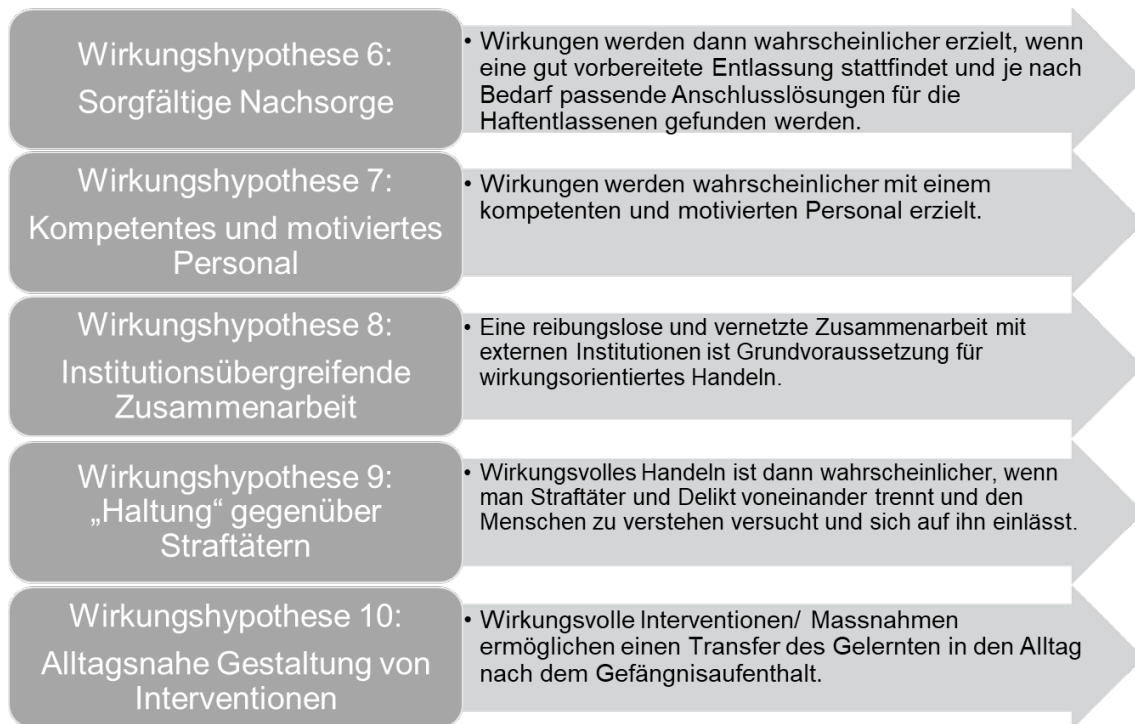 Wirkungshypothese 6:
Sorgfältige Nachsorge
• Wirkungen werden dann wahrscheinlicher erzielt, wenn
eine gut vorbereitete Entlassung stattfindet und je nach
Bedarf passende Anschlusslösungen für die
Haftentlassenen gefunden werden.
Wirkungshypothese 7:
Kompetentes und motiviertes
Personal
• Wirkungen werden wahrscheinlicher mit einem
kompetenten und motivierten Personal erzielt.
Wirkungshypothese 8:
Institutionsübergreifende
Zusammenarbeit
• Eine reibungslose und vernetzte Zusammenarbeit mit
externen Institutionen ist Grundvoraussetzung für
wirkungsorientiertes Handeln.
Wirkungshypothese 9:
„Haltung“ gegenüber
Straftätern
• Wirkungsvolles Handeln ist dann wahrscheinlicher, wenn
man Straftäter und Delikt voneinander trennt und den
Menschen zu verstehen versucht und sich auf ihn einlässt.
Wirkungshypothese 10:
Alltagsnahe Gestaltung von
Interventionen
• Wirkungsvolle Interventionen/ Massnahmen
ermöglichen einen Transfer des Gelernten in den Alltag
nach dem Gefängnisaufenthalt.